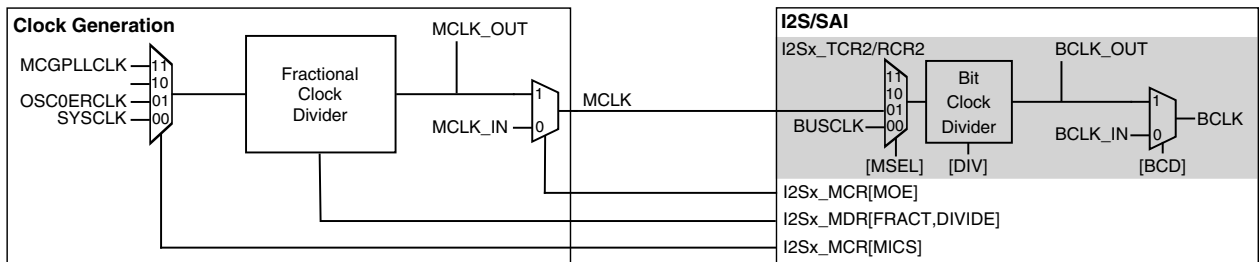 Clock Generation
MCGPLLCLK
OSC0ERCLK
SYSCLK
11
10
01
00
Fractional
Clock
Divider
MCLK_OUT
MCLK_IN
1
0
MCLK
I2S/SAI
I2Sx_TCR2/RCR2
BUSCLK
11
10
01
00
[MSEL]
Bit
Clock
Divider
[DIV]
BCLK_OUT
BCLK_IN
1
0
[BCD]
BCLK
I2Sx_MCR[MOE]
I2Sx_MDR[FRACT,DIVIDE]
I2Sx_MCR[MICS]